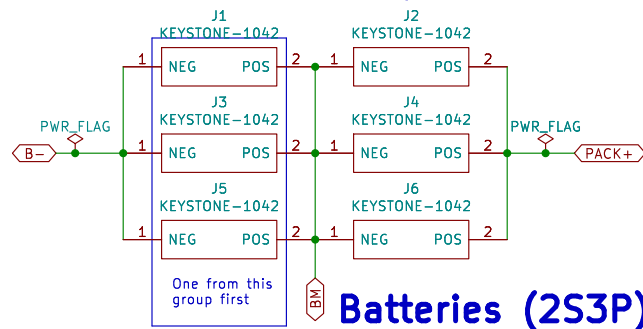 J1
KEYSTONE-1042
1 NEG POS 2
J2
KEYSTONE-1042
1 NEG POS 2
PWR_FLAG
B-
J3
KEYSTONE-1042
1 NEG POS 2
J4
KEYSTONE-1042
1 NEG POS 2
PWR_FLAG
PACK+
J5
KEYSTONE-1042
1 NEG POS 2
J6
KEYSTONE-1042
1 NEG POS 2
One from this
group first
BM
Batteries (2S3P)